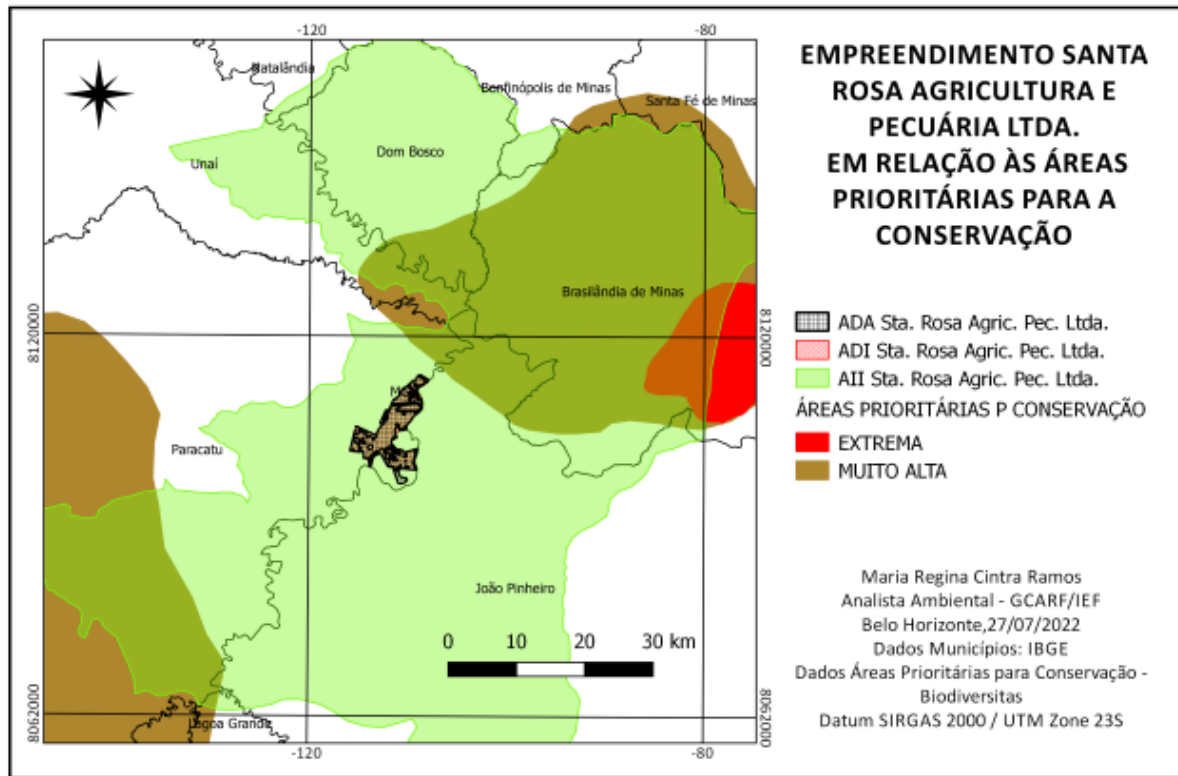 -120
-80
Natalândia
Bonfinópolis de Minas
Santa Fé de Minas
Dom Bosco
Unaí
Brasilândia de Minas
8120000
8120000
Paracatu
João Pinheiro
0 10 20 30 km
8062000
8062000
Lagoa Grande
-120
-80
EMPREENDIMENTO SANTA
ROSA AGRICULTURA E
PECUÁRIA LTDA.
EM RELAÇÃO ÀS ÁREAS
PRIORITÁRIAS PARA A
CONSERVAÇÃO
ADA Sta. Rosa Agric. Pec. Ltda.
ADI Sta. Rosa Agric. Pec. Ltda.
AII Sta. Rosa Agric. Pec. Ltda.
ÁREAS PRIORITÁRIAS P CONSERVAÇÃO
EXTREMA
MUITO ALTA
Maria Regina Cintra Ramos
Analista Ambiental - GCARF/IEF
Belo Horizonte,27/07/2022
Dados Municípios: IBGE
Dados Áreas Prioritárias para Conservação -
Biodiversitas
Datum SIRGAS 2000 / UTM Zone 23S